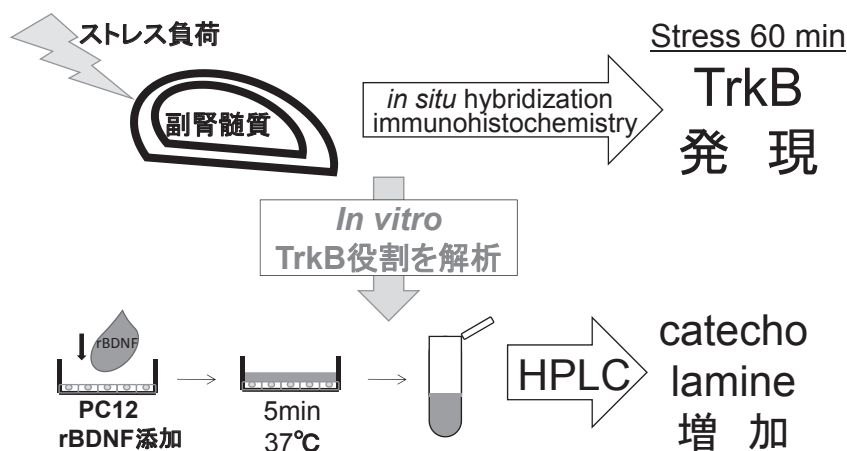 ストレス負荷
副腎髄質
in situ hybridization
immunohistochemistry
Stress 60 min
TrkB
発 現
In vitro
TrkB役割を解析
rBDNF
PC12
rBDNF添加
5min
37℃
HPLC
catecho
lamine
増 加